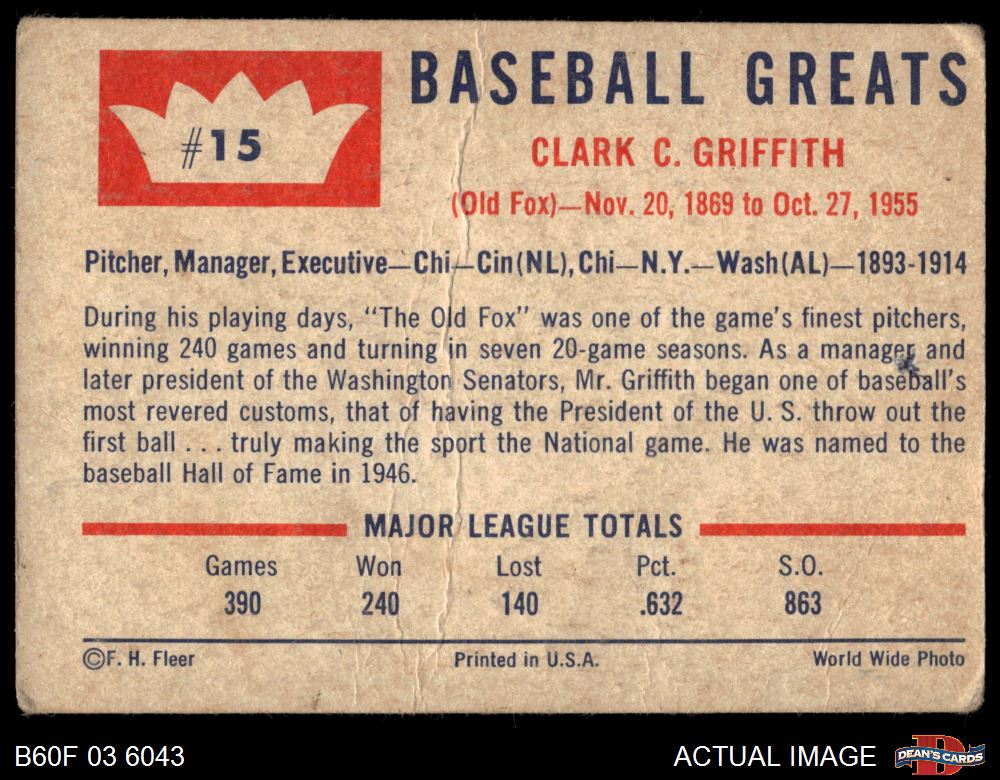 #15
BASEBALL GREATS
CLARK C. GRIFFITH
(Old Fox)—Nov. 20, 1869 to Oct. 27, 1955
Pitcher, Manager, Executive—Chi—Cin(NL), Chi—N.Y.—Wash(AL)—1893-1914
During his playing days, “The Old Fox” was one of the game’s finest pitchers,
winning 240 games and turning in seven 20-game seasons. As a manager and
later president of the Washington Senators, Mr. Griffith began one of baseball’s
most revered customs, that of having the President of the U. S. throw out the
first ball . . . truly making the sport the National game. He was named to the
baseball Hall of Fame in 1946.
MAJOR LEAGUE TOTALS
Games Won Lost Pct. S.O.
390 240 140 .632 863
©F. H. Fleer Printed in U.S.A. World Wide Photo
B60F 03 6043 ACTUAL IMAGE DEAN'S CARDS